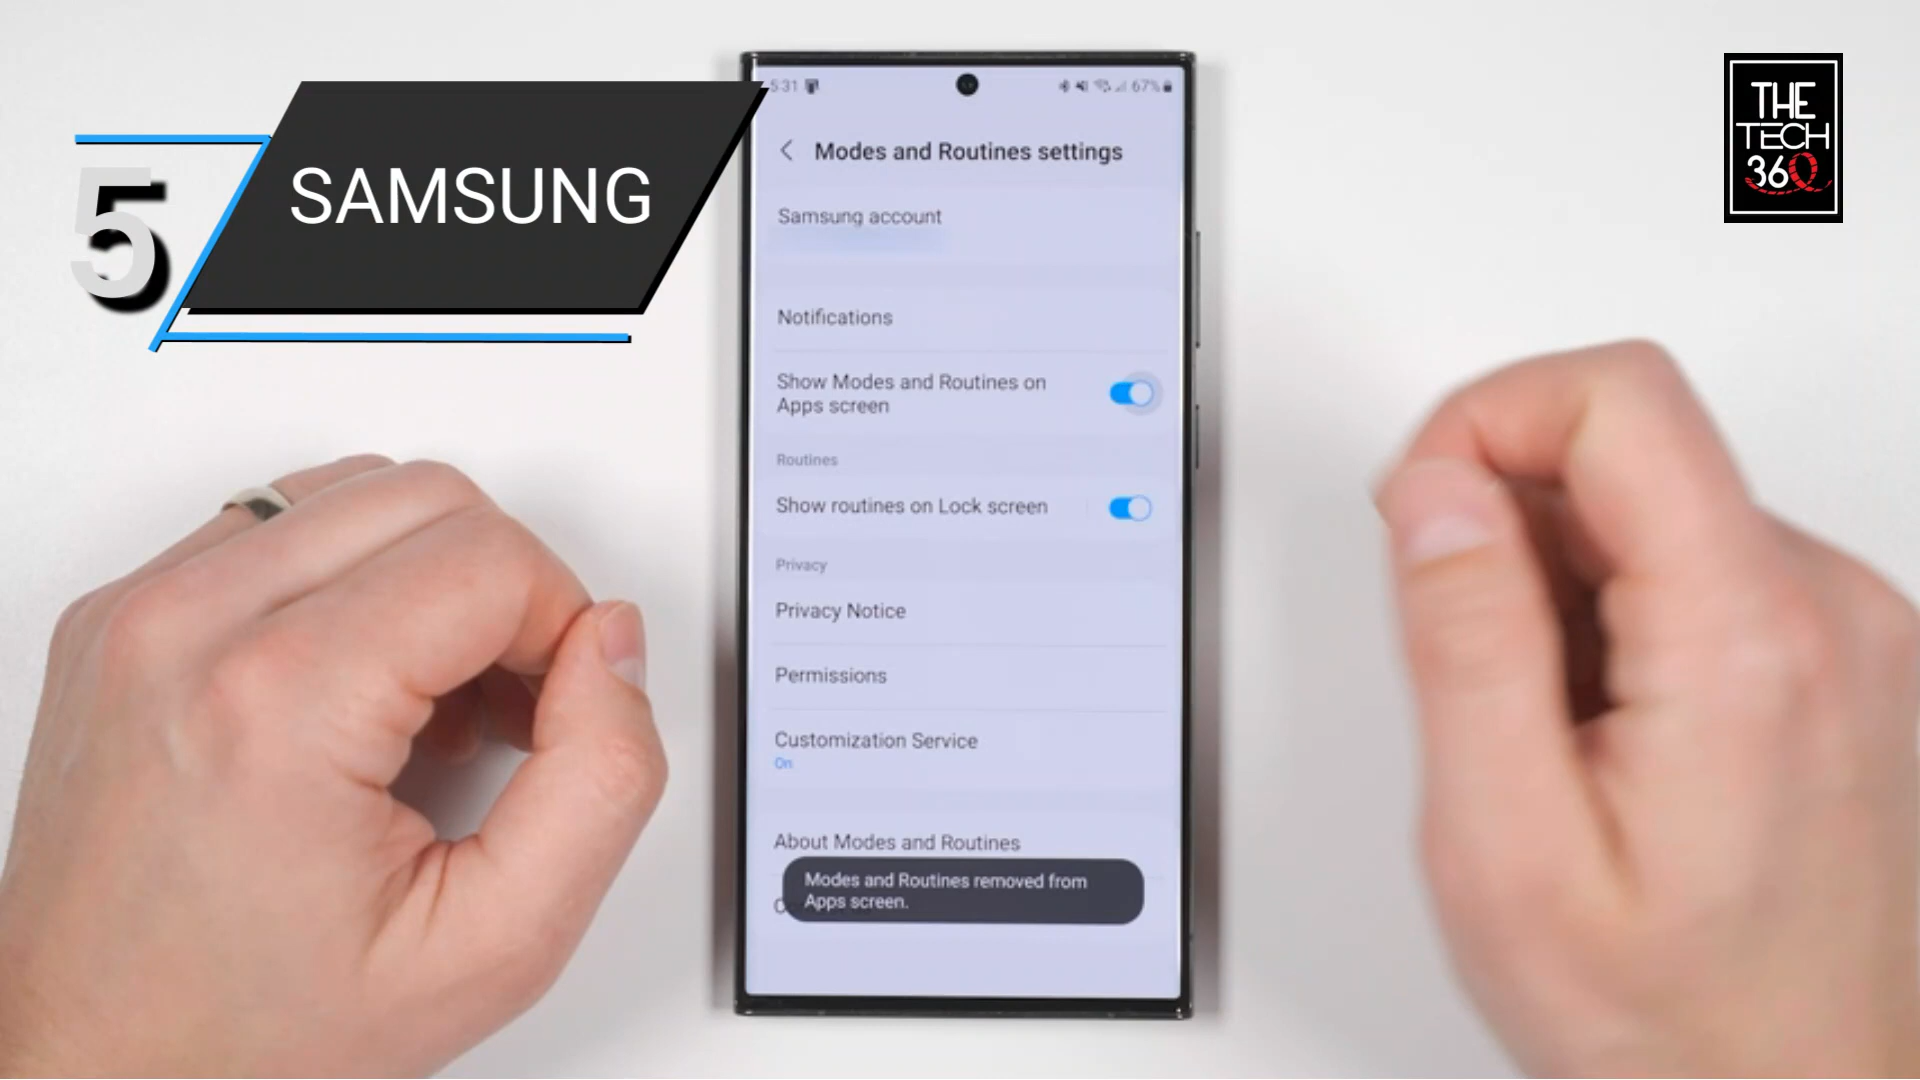 5
SAMSUNG
THE
TECH
360
5:31
67%
Modes and Routines settings
Samsung account
Notifications
Show Modes and Routines on
Apps screen
Routines
Show routines on Lock screen
Privacy
Privacy Notice
Permissions
Customization Service
On
About Modes and Routines
Modes and Routines removed from
Apps screen.